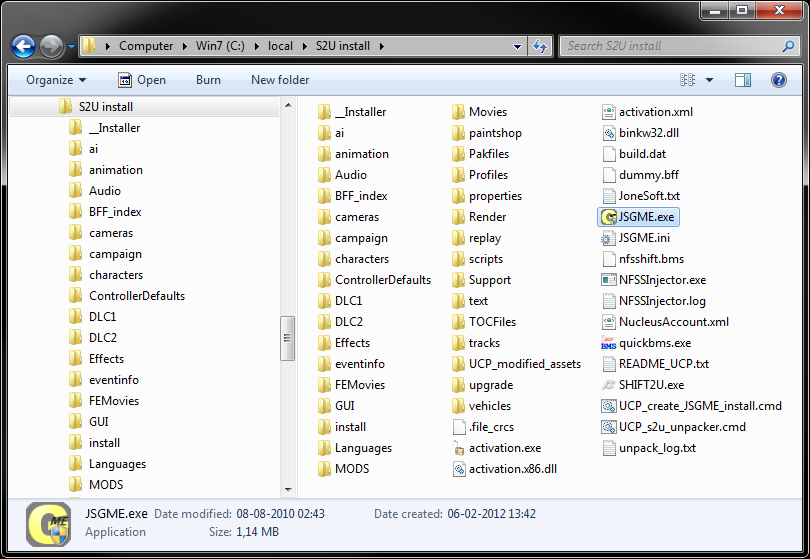 Computer Win7 (C:) local S2U install Search S2U install
Organize Open Burn New folder
S2U install
__Installer
ai
animation
Audio
BFF_index
cameras
campaign
characters
ControllerDefaults
DLC1
DLC2
Effects
eventinfo
FEMovies
GUI
install
Languages
MODS
__Installer
ai
animation
Audio
BFF_index
cameras
campaign
characters
ControllerDefaults
DLC1
DLC2
Effects
eventinfo
FEMovies
GUI
install
Languages
MODS
Movies
paintshop
Pakfiles
Profiles
properties
Render
replay
scripts
Support
text
TOCFiles
tracks
UCP_modified_assets
upgrade
vehicles
.file_crcs
activation.exe
activation.x86.dll
activation.xml
binkw32.dll
build.dat
dummy.bff
JoneSoft.txt
JSGME.exe
JSGME.ini
nfsshift.bms
NFSSInjector.exe
NFSSInjector.log
NucleusAccount.xml
quickbms.exe
README_UCP.txt
SHIFT2U.exe
UCP_create_JSGME_install.cmd
UCP_s2u_unpacker.cmd
unpack_log.txt
JSGME.exe Date modified: 08-08-2010 02:43 Date created: 06-02-2012 13:42
Application Size: 1,14 MB